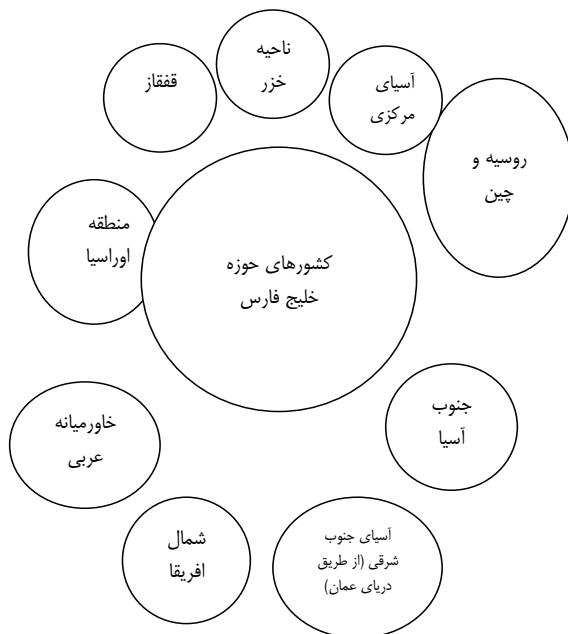 ناحیه
خزر
قفقاز
آسیای
مرکزی
روسیه و
چین
منطقه
اوراسیا
کشورهای حوزه
خلیج فارس
جنوب
آسیا
خاورمیانه
عربی
شمال
افریقا
آسیای جنوب
شرقی (از طریق
دریای عمان)